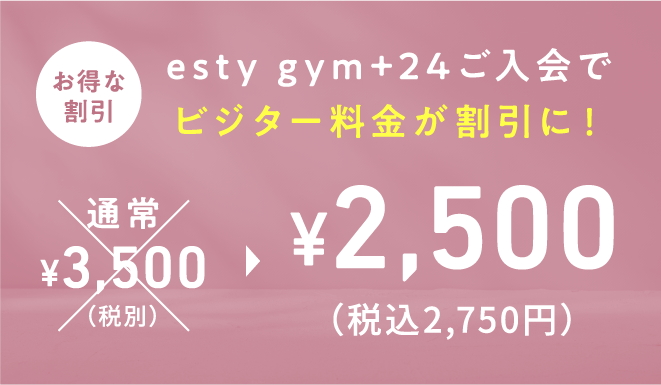 お得な
割引
esty gym+24ご入会で
ビジター料金が割引に！
通常
¥3,500
（税別）
¥2,500
（税込2,750円）